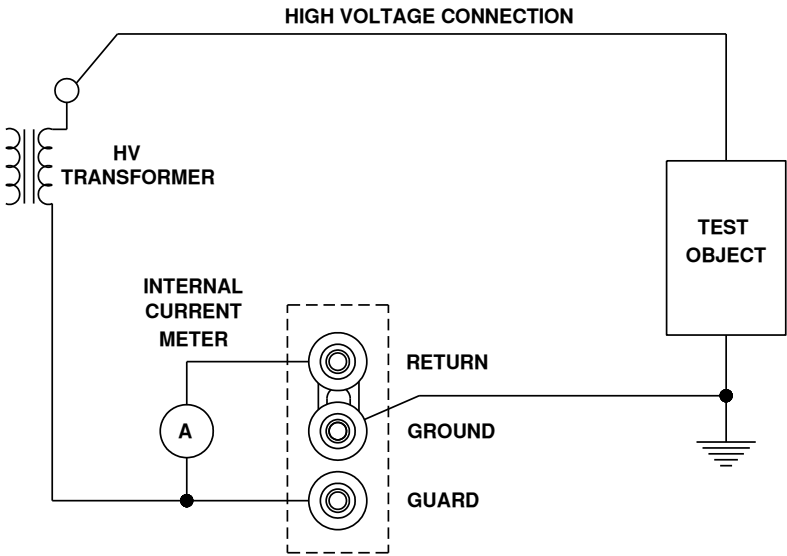 HIGH VOLTAGE CONNECTION
HV
TRANSFORMER
TEST
OBJECT
INTERNAL
CURRENT
METER
RETURN
A
GROUND
GUARD